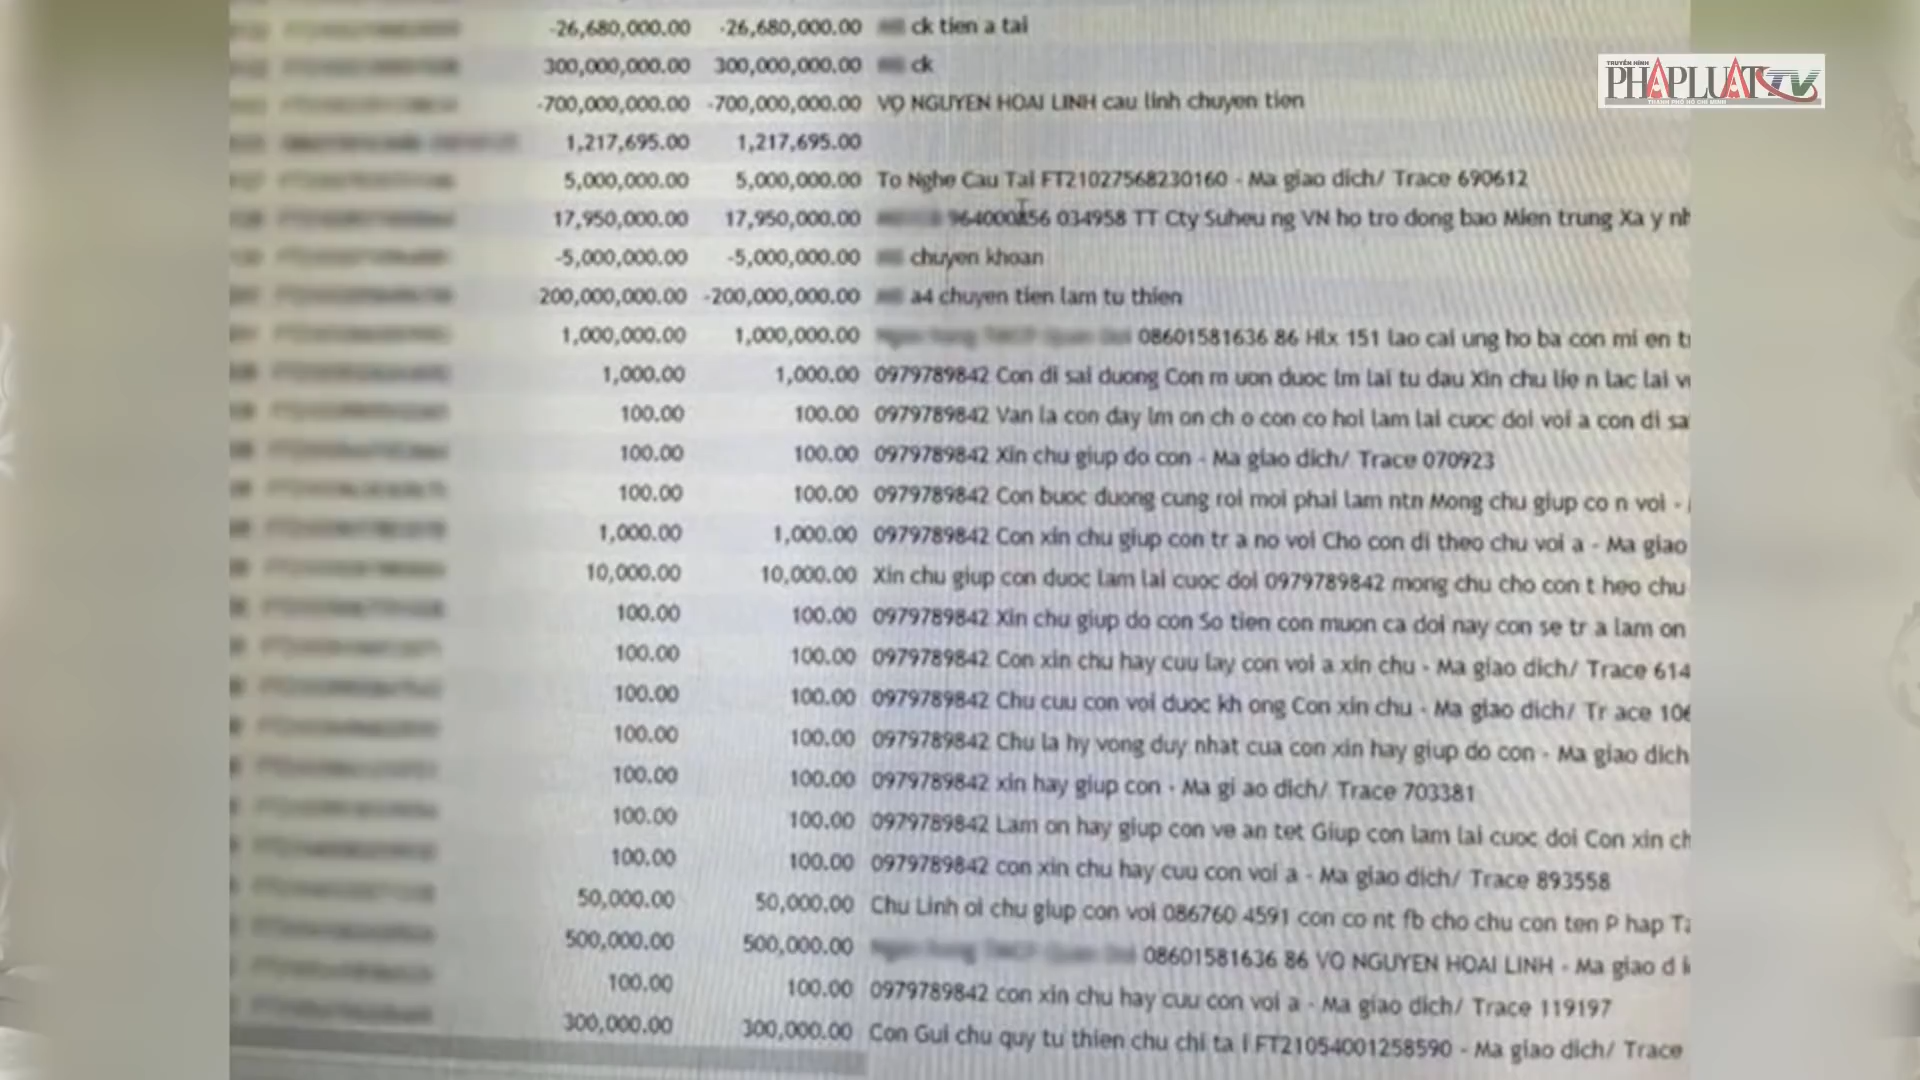 TRUYỀN HÌNH
PHÁPLUẬT TV
THÀNH PHỐ HỒ CHÍ MINH
-26,680,000.00 -26,680,000.00 ck tien a tai
300,000,000.00 300,000,000.00 ck
-700,000,000.00 -700,000,000.00 VO NGUYEN HOAI LINH cau linh chuyen tien
1,217,695.00 1,217,695.00
5,000,000.00 5,000,000.00 To Nghe Cau Tai FT21027568230160 - Ma giao dich/ Trace 690612
17,950,000.00 17,950,000.00 034958 TT Cty Suheu ng VN ho tro dong bao Mien trung Xa y nh
-5,000,000.00 -5,000,000.00 chuyen khoan
200,000,000.00 -200,000,000.00 a4 chuyen tien lam tu thien
1,000,000.00 1,000,000.00 08601581636 86 Hlx 151 lao cai ung ho ba con mi en t
1,000.00 1,000.00 0979789842 Con di sai duong Con m uon duoc lm lai tu dau Xin chu lie n lac lai v
100.00 100.00 0979789842 Van la con day lm on ch o con co hoi lam lai cuoc doi voi a con di sa
100.00 100.00 0979789842 Xin chu giup do con - Ma giao dich/ Trace 070923
100.00 100.00 0979789842 Con buoc duong cung roi moi phai lam ntn Mong chu giup co n voi -
1,000.00 1,000.00 0979789842 Con xin chu giup con tr a no voi Cho con di theo chu voi a - Ma giao
10,000.00 10,000.00 Xin chu giup con duoc lam lai cuoc doi 0979789842 mong chu cho con t heo chu
100.00 100.00 0979789842 Xin chu giup do con So tien con muon ca doi nay con se tr a lam on
100.00 100.00 0979789842 Con xin chu hay cuu lay con voi a xin chu - Ma giao dich/ Trace 614
100.00 100.00 0979789842 Chu cuu con voi duoc kh ong Con xin chu - Ma giao dich/ Tr ace 106
100.00 100.00 0979789842 Chu la hy vong duy nhat cua con xin hay giup do con - Ma giao dich
100.00 100.00 0979789842 xin hay giup con - Ma gi ao dich/ Trace 703381
100.00 100.00 0979789842 Lam on hay giup con ve an tet Giup con lam lai cuoc doi Con xin ch
100.00 100.00 0979789842 con xin chu hay cuu con voi a - Ma giao dich/ Trace 893558
50,000.00 50,000.00 Chu Linh oi chu giup con voi 086760 4591 con co nt fb cho chu con ten P hap Ta
500,000.00 500,000.00 08601581636 86 VO NGUYEN HOAI LINH - Ma giao d i
100.00 100.00 0979789842 con xin chu hay cuu con voi a - Ma giao dich/ Trace 119197
300,000.00 300,000.00 Con Gui chu quy tu thien chu chi ta i FT21054001258590 - Ma giao dich/ Trace